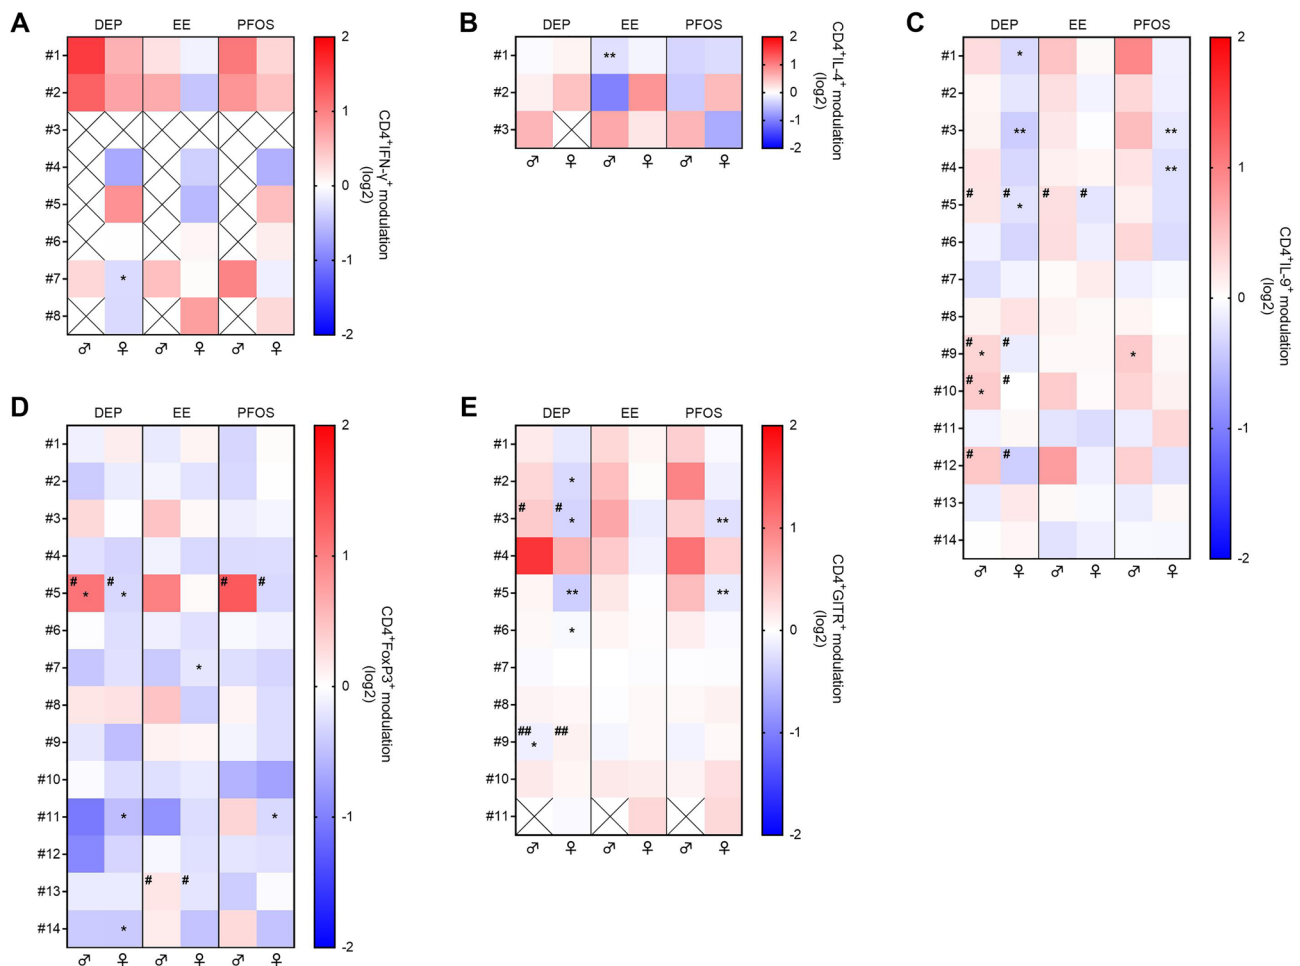 A
DEP EE PFOS
#1
#2
#3
#4
#5
#6
#7 *
#8
♂ ♀ ♂ ♀ ♂ ♀
2
1
0
-1
-2
CD4+IFN-γ+ modulation
(log2)
B
DEP EE PFOS
#1 **
#2
#3
♂ ♀ ♂ ♀ ♂ ♀
2
1
0
-1
-2
CD4+IL-4+ modulation
(log2)
C
DEP EE PFOS
#1 *
#2
#3 ** **
#4 **
# # # #
#5 *
#6
#7
#8
# #
#9 * *
# #
#10 *
#11
# #
#12
#13
#14
♂ ♀ ♂ ♀ ♂ ♀
2
1
0
-1
-2
CD4+IL-9+ modulation
(log2)
D
DEP EE PFOS
#1
#2
#3
#4
# # # #
#5 * *
#6
#7 *
#8
#9
#10
#11 * *
#12
# #
#13
#14 *
♂ ♀ ♂ ♀ ♂ ♀
2
1
0
-1
-2
CD4+FoxP3+ modulation
(log2)
E
DEP EE PFOS
#1
#2 *
# #
#3 * **
#4
#5 ** **
#6 *
#7
#8
## ##
#9 *
#10
#11
♂ ♀ ♂ ♀ ♂ ♀
2
1
0
-1
-2
CD4+GITR+ modulation
(log2)